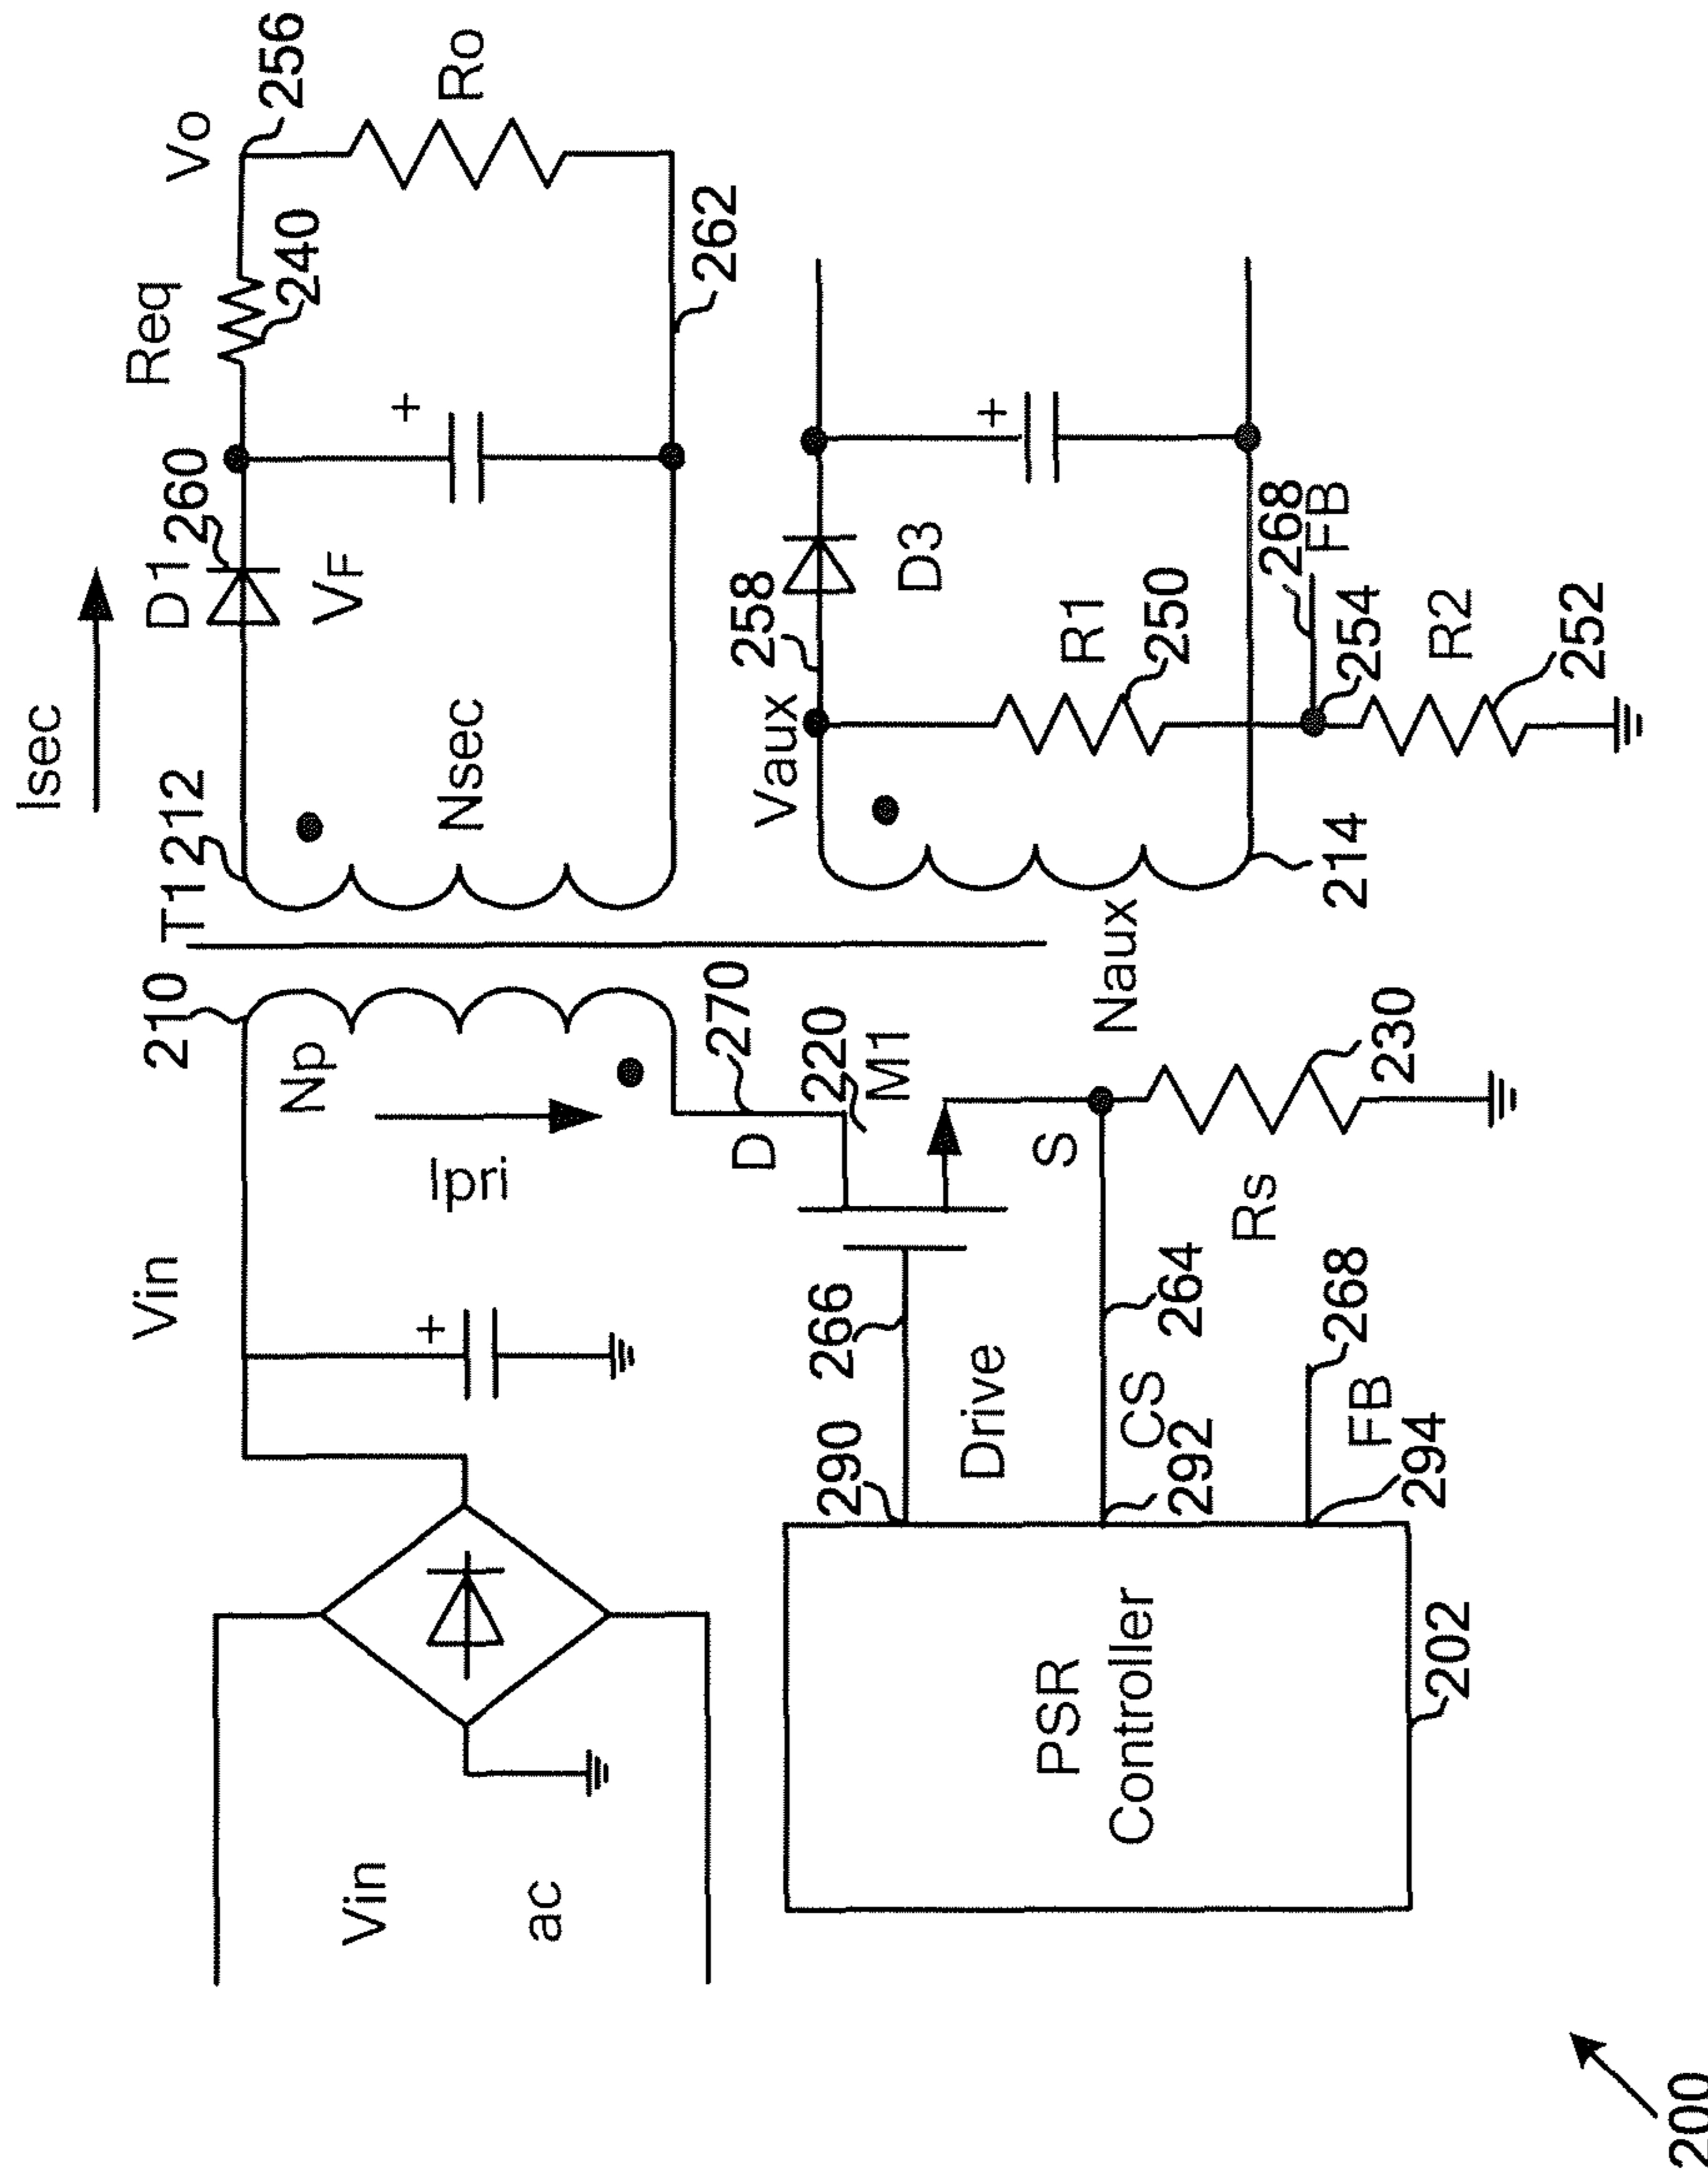 Isec
T1 212
D1 260
VF
Nsec
Req
240
Vo
256
Ro
262
210
Np
Ipri
Vin
Vin
ac
270
D
220
M1
S
266
290
Drive
264
CS
292
Rs
230
268
FB
294
PSR
Controller
202
Vaux
258
D3
R1
250
268
FB
254
R2
252
214
Naux
200